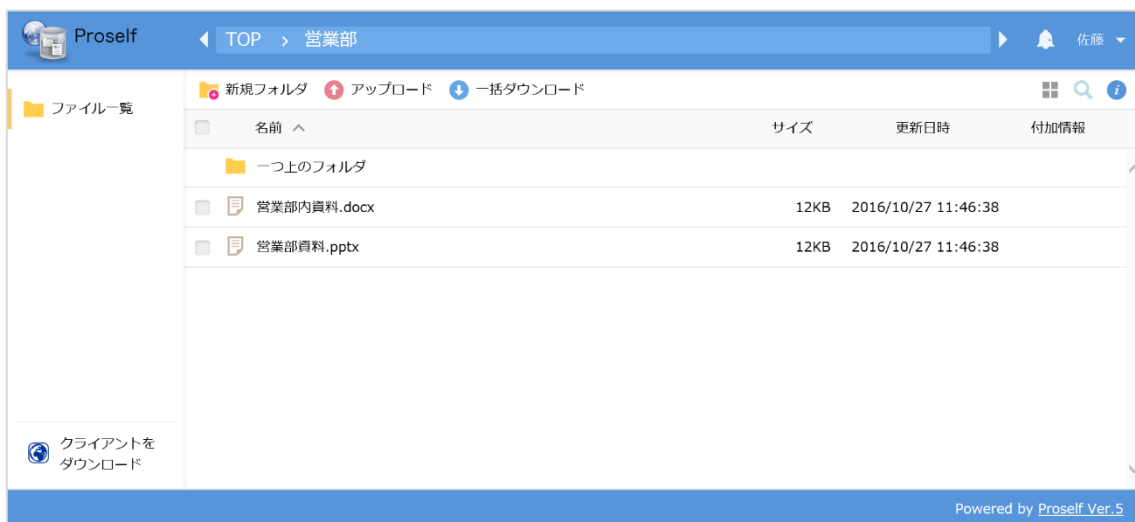 Proself
TOP > 営業部
佐藤
ファイル一覧
新規フォルダ アップロード 一括ダウンロード
名前 サイズ 更新日時 付加情報
一つ上のフォルダ
営業部内資料.docx 12KB 2016/10/27 11:46:38
営業部資料.pptx 12KB 2016/10/27 11:46:38
クライアントを
ダウンロード
Powered by Proself Ver.5